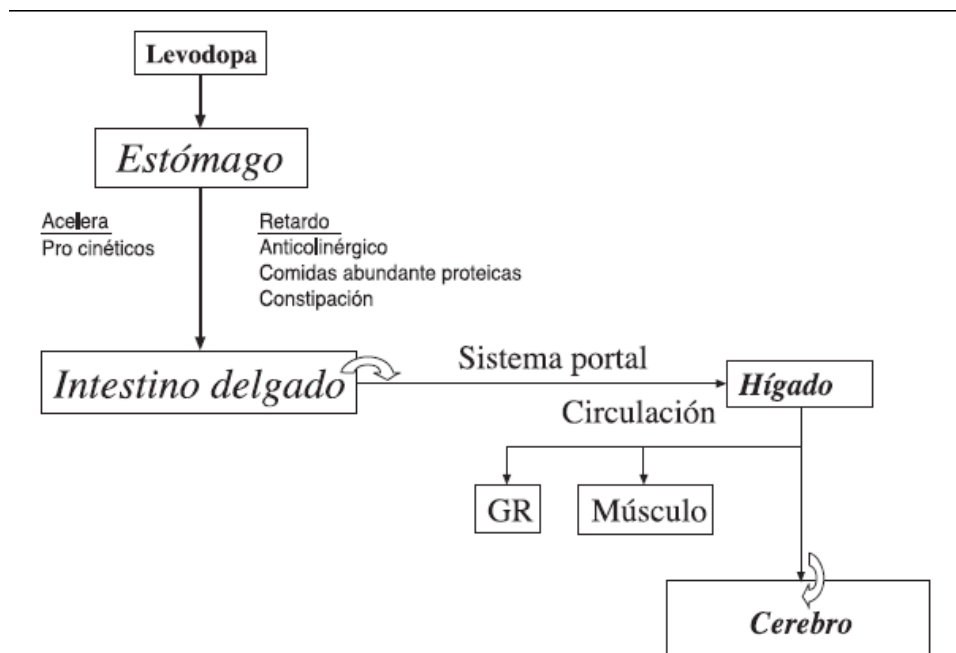 Levodopa
Estómago
Acelera
Pro cinéticos
Retardo
Anticolinérgico
Comidas abundante proteicas
Constipación
Intestino delgado
Sistema portal
Hígado
Circulación
GR
Músculo
Cerebro